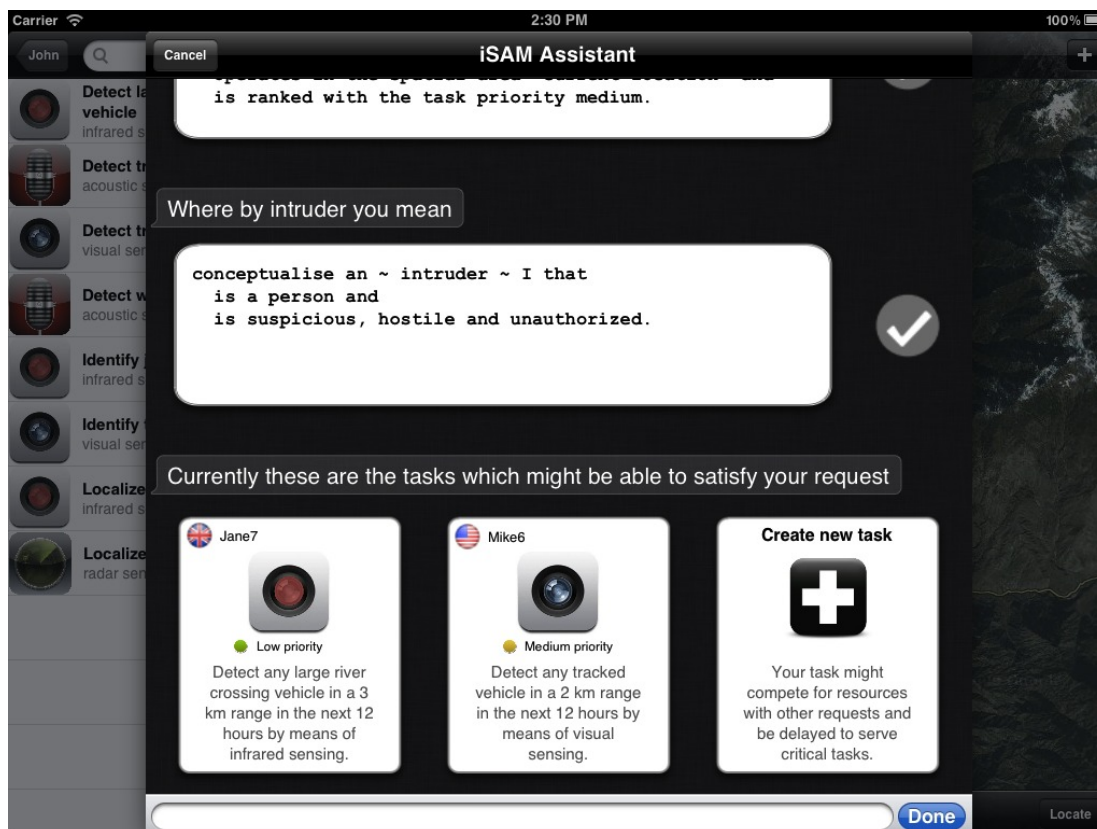 Carrier
2:30 PM
100%
John
Cancel
iSAM Assistant
is ranked with the task priority medium.
Detect
vehicle
infrared
Detect
acoustic
Detect
visual
Detect
acoustic
Identify
infrared
Identify
visual
Localize
infrared
Localize
radar
Where by intruder you mean
conceptualise an ~ intruder ~ I that
is a person and
is suspicious, hostile and unauthorized.
Currently these are the tasks which might be able to satisfy your request
Jane7
Low priority
Detect any large river
crossing vehicle in a 3
km range in the next 12
hours by means of
infrared sensing.
Mike6
Medium priority
Detect any tracked
vehicle in a 2 km range
in the next 12 hours by
means of visual
sensing.
Create new task
Your task might
compete for resources
with other requests and
be delayed to serve
critical tasks.
Done
Locate